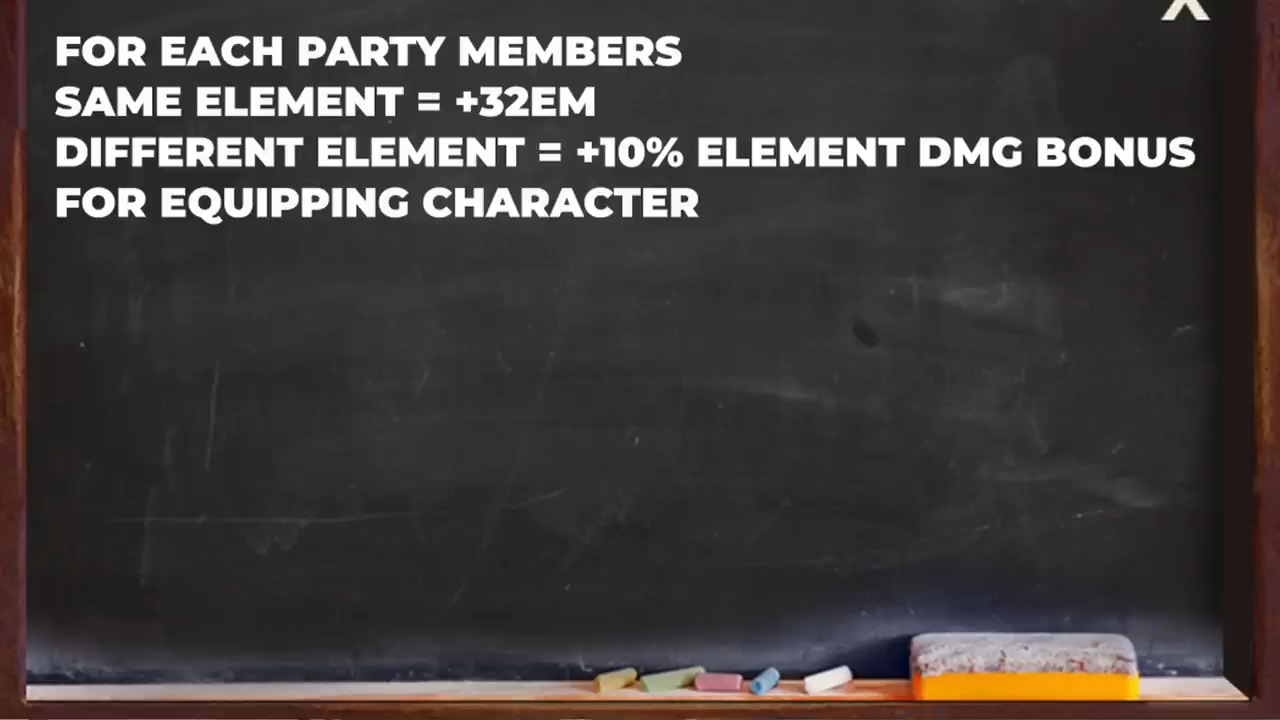 FOR EACH PARTY MEMBERS
SAME ELEMENT = +32EM
DIFFERENT ELEMENT = +10% ELEMENT DMG BONUS
FOR EQUIPPING CHARACTER